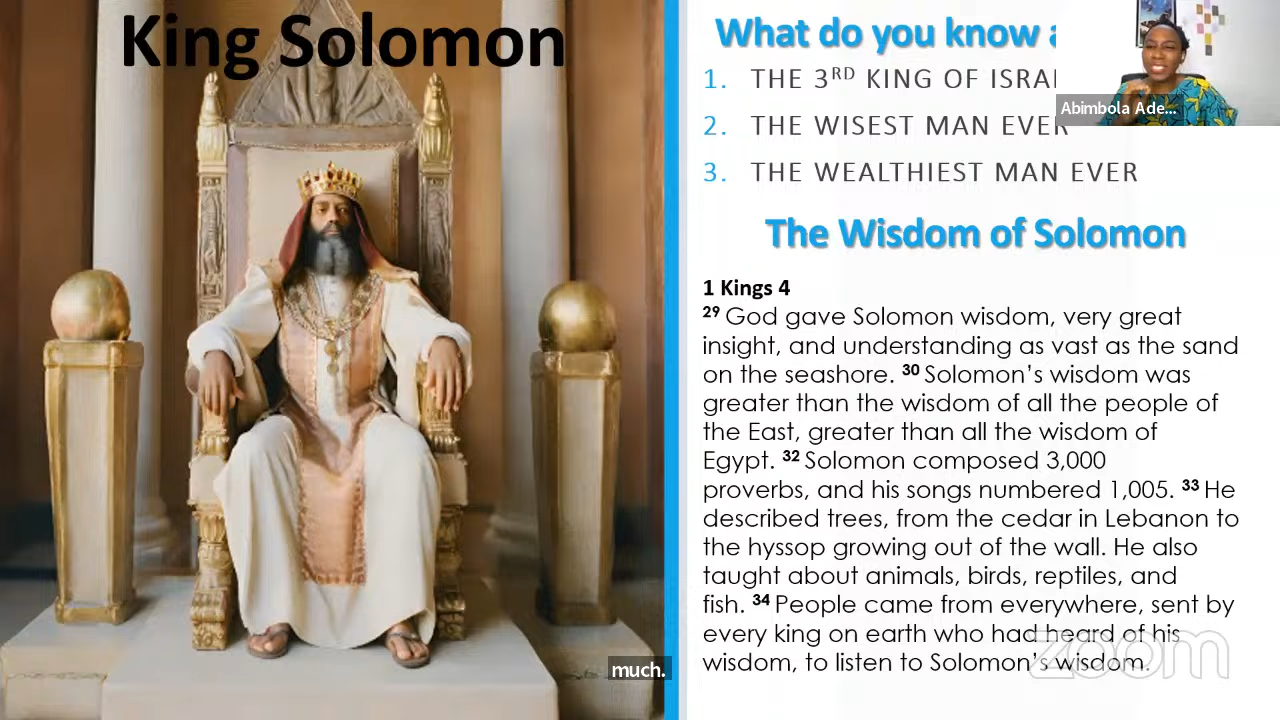 King Solomon
What do you know
1. THE 3RD KING OF ISRA
Abimbola Ade...
2. THE WISEST MAN EVER
3. THE WEALTHIEST MAN EVER
The Wisdom of Solomon
1 Kings 4
29 God gave Solomon wisdom, very great
insight, and understanding as vast as the sand
on the seashore. 30 Solomon's wisdom was
greater than the wisdom of all the people of
the East, greater than all the wisdom of
Egypt. 32 Solomon composed 3,000
proverbs, and his songs numbered 1,005. 33 He
described trees, from the cedar in Lebanon to
the hyssop growing out of the wall. He also
taught about animals, birds, reptiles, and
fish. 34 People came from everywhere, sent by
every king on earth who had heard of his
wisdom, to listen to Solomon's wisdom.
much.
zoom